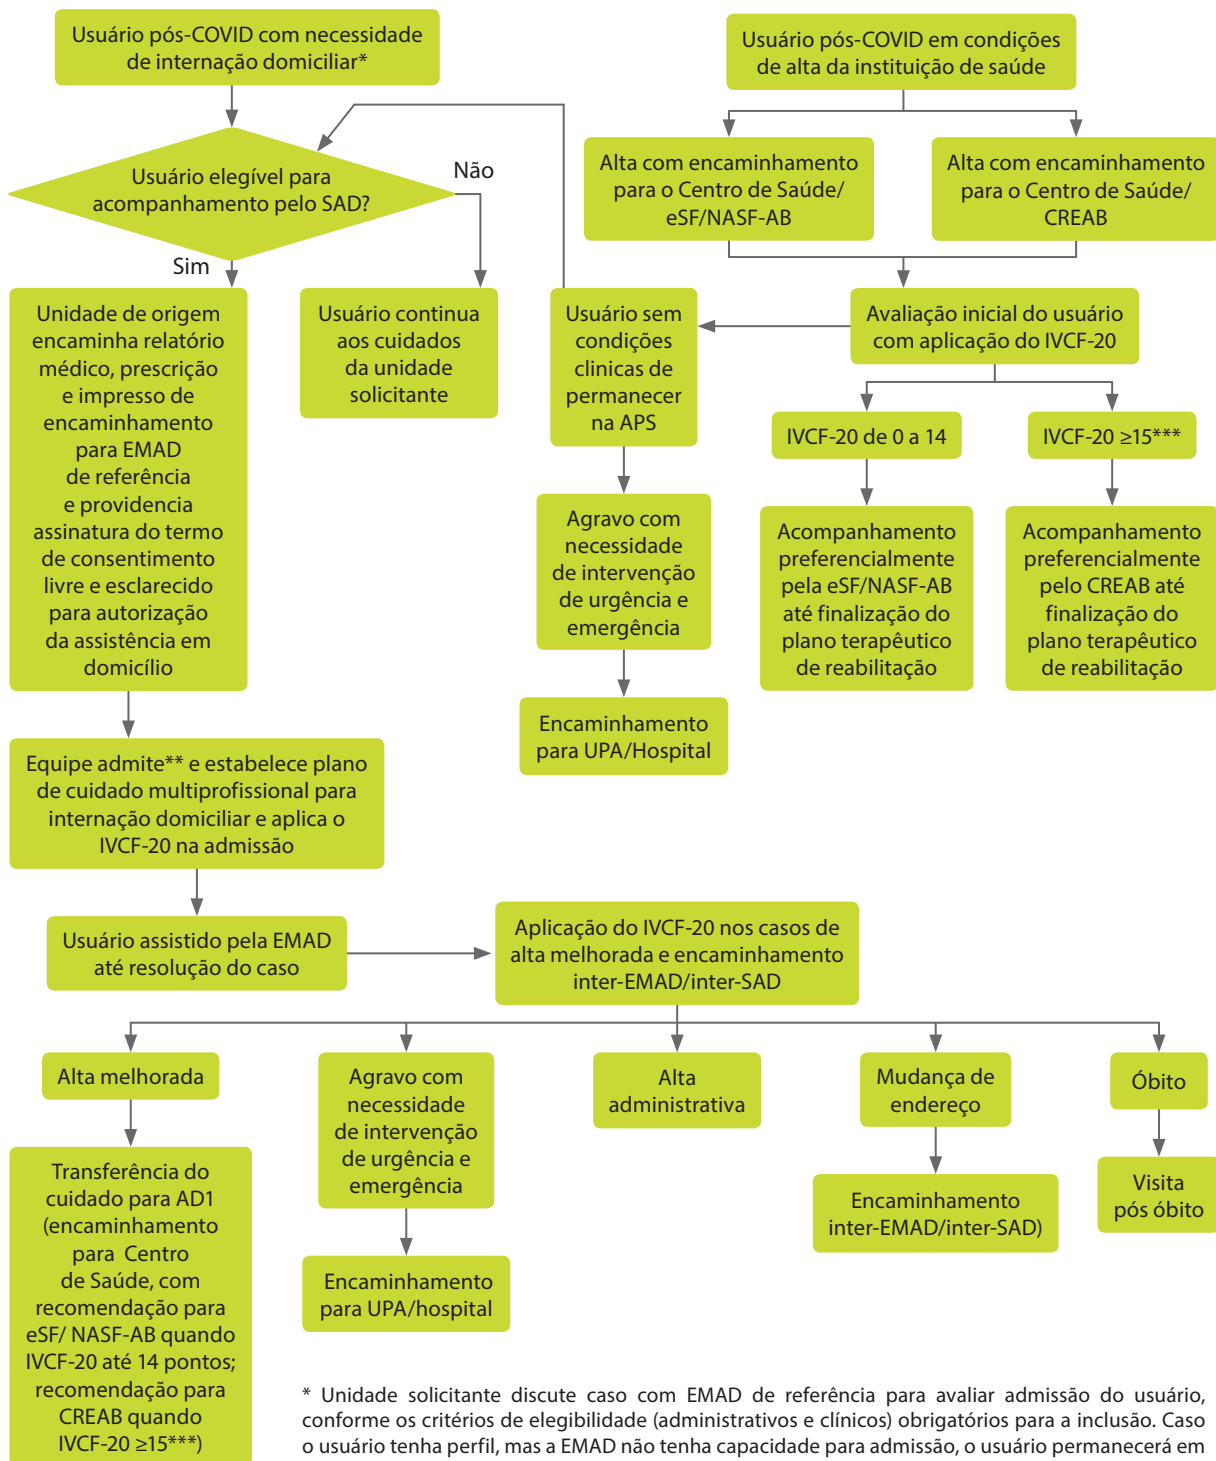 Usuário pós-COVID com necessidade
de internação domiciliar*
Usuário pós-COVID em condições
de alta da instituição de saúde
Usuário elegível para
acompanhamento pelo SAD?
Não
Sim
Alta com encaminhamento
para o Centro de Saúde/
eSF/NASF-AB
Alta com encaminhamento
para o Centro de Saúde/
CREAB
Unidade de origem
encaminha relatório
médico, prescrição
e impresso de
encaminhamento
para EMAD
de referência
e providencia
assinatura do termo
de consentimento
livre e esclarecido
para autorização
da assistência em
domicílio
Usuário continua
aos cuidados
da unidade
solicitante
Usuário sem
condições
clinicas de
permanecer
na APS
Avaliação inicial do usuário
com aplicação do IVCF-20
IVCF-20 de 0 a 14
IVCF-20 ≥15***
Agravo com
necessidade
de intervenção
de urgência e
emergência
Acompanhamento
preferencialmente
pela eSF/NASF-AB
até finalização do
plano terapêutico
de reabilitação
Acompanhamento
preferencialmente
pelo CREAB até
finalização do
plano terapêutico
de reabilitação
Encaminhamento
para UPA/Hospital
Equipe admite** e estabelece plano
de cuidado multiprofissional para
internação domiciliar e aplica o
IVCF-20 na admissão
Usuário assistido pela EMAD
até resolução do caso
Aplicação do IVCF-20 nos casos de
alta melhorada e encaminhamento
inter-EMAD/inter-SAD
Alta melhorada
Agravo com
necessidade
de intervenção
de urgência e
emergência
Alta
administrativa
Mudança de
endereço
Óbito
Transferência do
cuidado para AD1
(encaminhamento
para Centro
de Saúde, com
recomendação para
eSF/ NASF-AB quando
IVCF-20 até 14 pontos;
recomendação para
CREAB quando
IVCF-20 ≥15***)
Encaminhamento
para UPA/hospital
Encaminhamento
inter-EMAD/inter-SAD)
Visita
pós óbito
* Unidade solicitante discute caso com EMAD de referência para avaliar admissão do usuário,
conforme os critérios de elegibilidade (administrativos e clínicos) obrigatórios para a inclusão. Caso
o usuário tenha perfil, mas a EMAD não tenha capacidade para admissão, o usuário permanecerá em